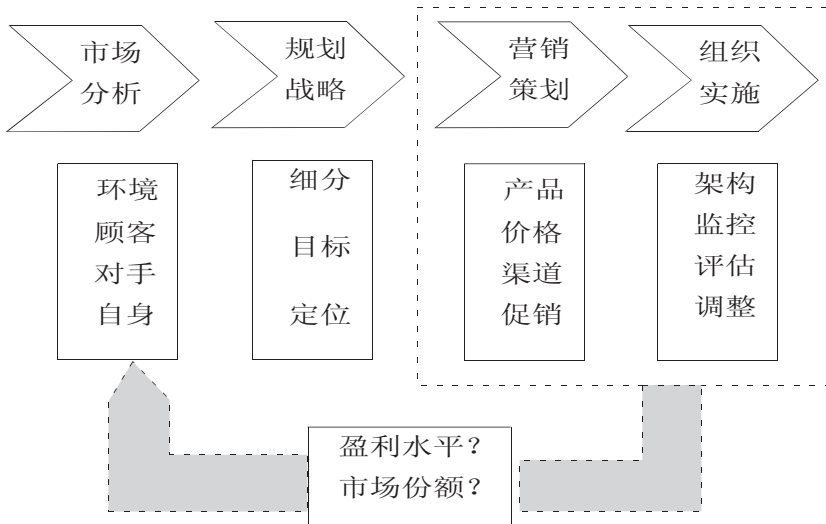 市场
分析
规划
战略
营销
策划
组织
实施
环境
顾客
对手
自身
细分
目标
定位
产品
价格
渠道
促销
架构
监控
评估
调整
盈利水平？
市场份额？